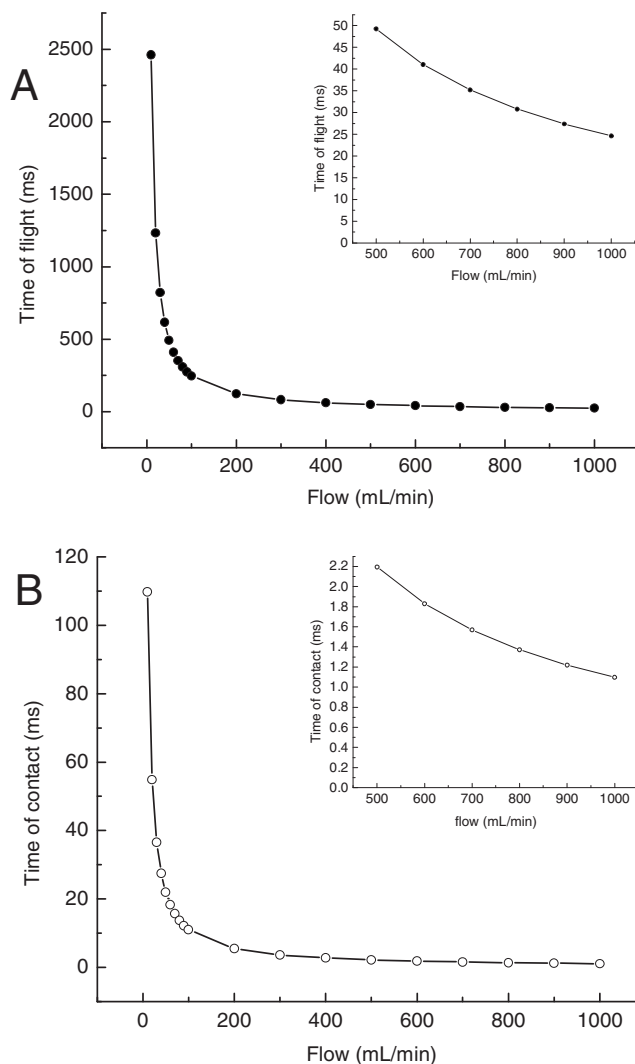 A
Time of flight (ms)
2500
2000
1500
1000
500
0
0 200 400 600 800 1000
Flow (mL/min)
Time of flight (ms)
50
45
40
35
30
25
20
15
10
5
0
500 600 700 800 900 1000
Flow (mL/min)
B
Time of contact (ms)
120
100
80
60
40
20
0
0 200 400 600 800 1000
Flow (mL/min)
Time of contact (ms)
2.2
2.0
1.8
1.6
1.4
1.2
1.0
0.8
0.6
0.4
0.2
0.0
500 600 700 800 900 1000
flow (mL/min)